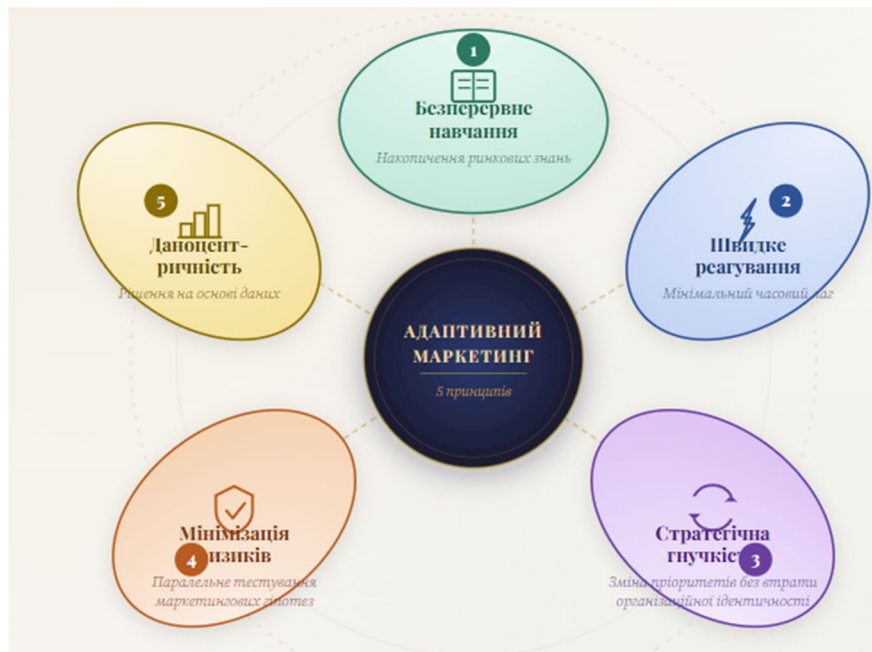 1
Безперервне
навчання
Накопичення ринкових знань
2
Швидке
реагування
Мінімальний часовий лаг
3
Стратегічна
гнучкість
Зміна пріоритетів без втрати
організаційної ідентичності
4
Мінімізація
ризиків
Паралельне тестування
маркетингових гіпотез
5
Даноцент-
ричність
Рішення на основі даних
АДАПТИВНИЙ
МАРКЕТИНГ
5 принципів